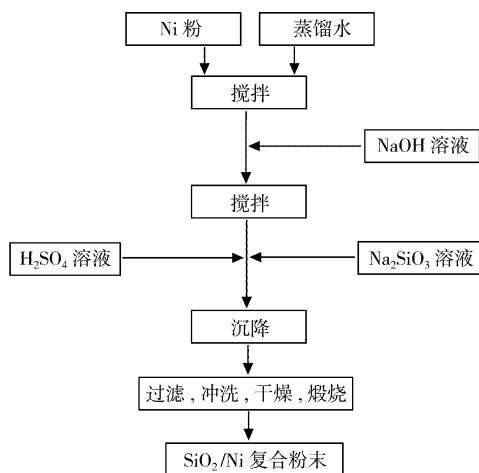 Ni 粉
蒸馏水
搅拌
NaOH 溶液
搅拌
H₂SO₄ 溶液
Na₂SiO₃ 溶液
沉降
过滤,冲洗,干燥,煅烧
SiO₂/Ni 复合粉末